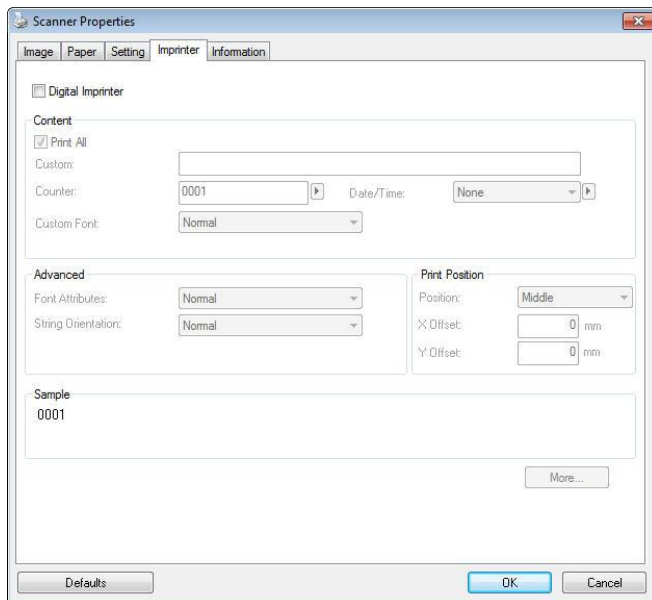 Scanner Properties
Image Paper Setting Imprinter Information
Digital Imprinter
Content
Print All
Custom:
Counter: 0001 Date/Time: None
Custom Font: Normal
Advanced
Font Attributes: Normal
String Orientation: Normal
Print Position
Position: Middle
X Offset: 0 mm
Y Offset: 0 mm
Sample
0001
More...
Defaults OK Cancel